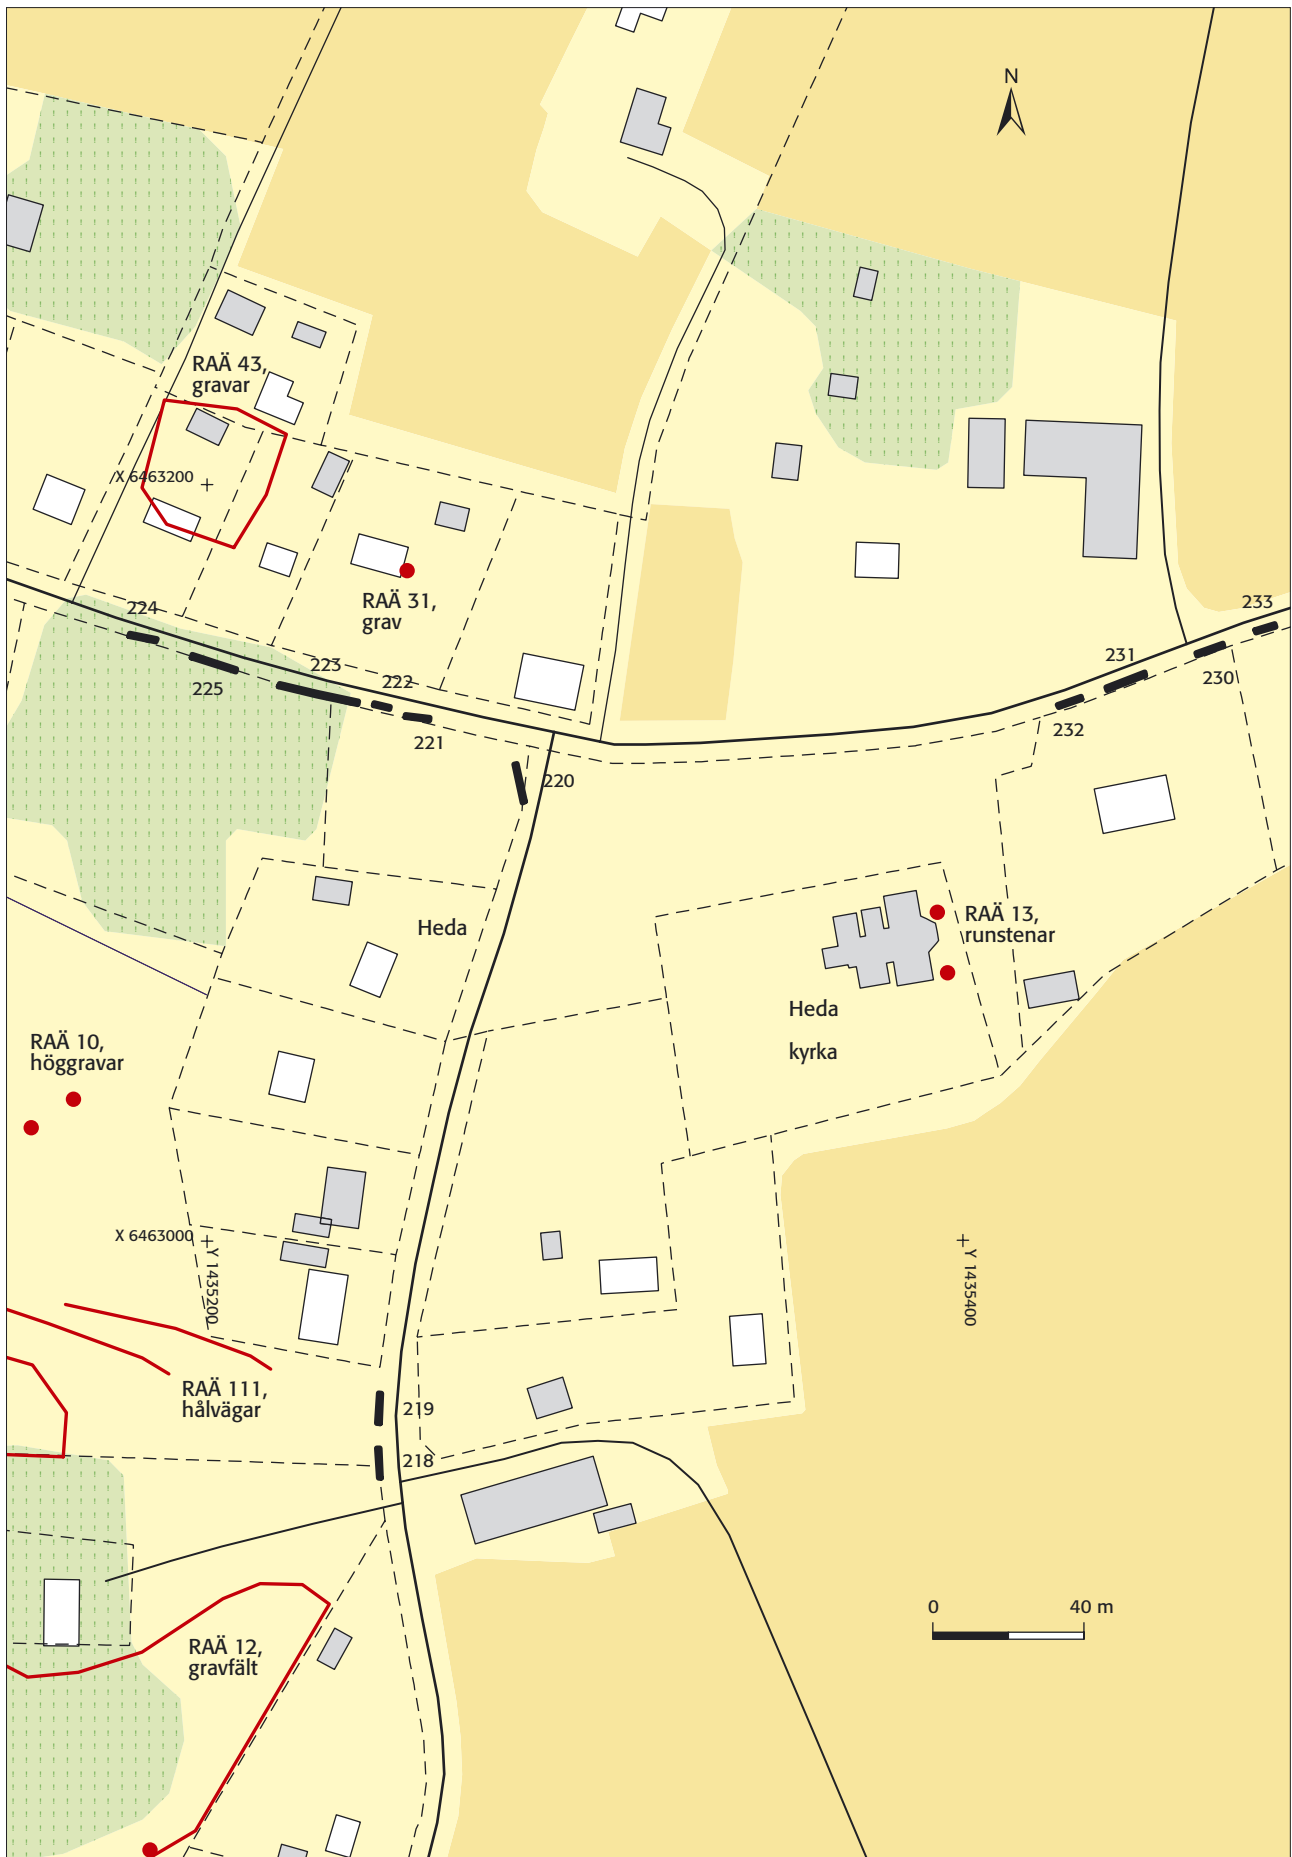 N
RAÄ 43,
gravar
X 6463200
RAÄ 31,
grav
224
225
223
222
221
220
233
231
230
232
Heda
RAÄ 13,
runstenar
Heda
kyrka
RAÄ 10,
höggravar
X 6463000
Y 1435200
Y 1435400
RAÄ 111,
hålvägar
219
218
0 40 m
RAÄ 12,
gravfält